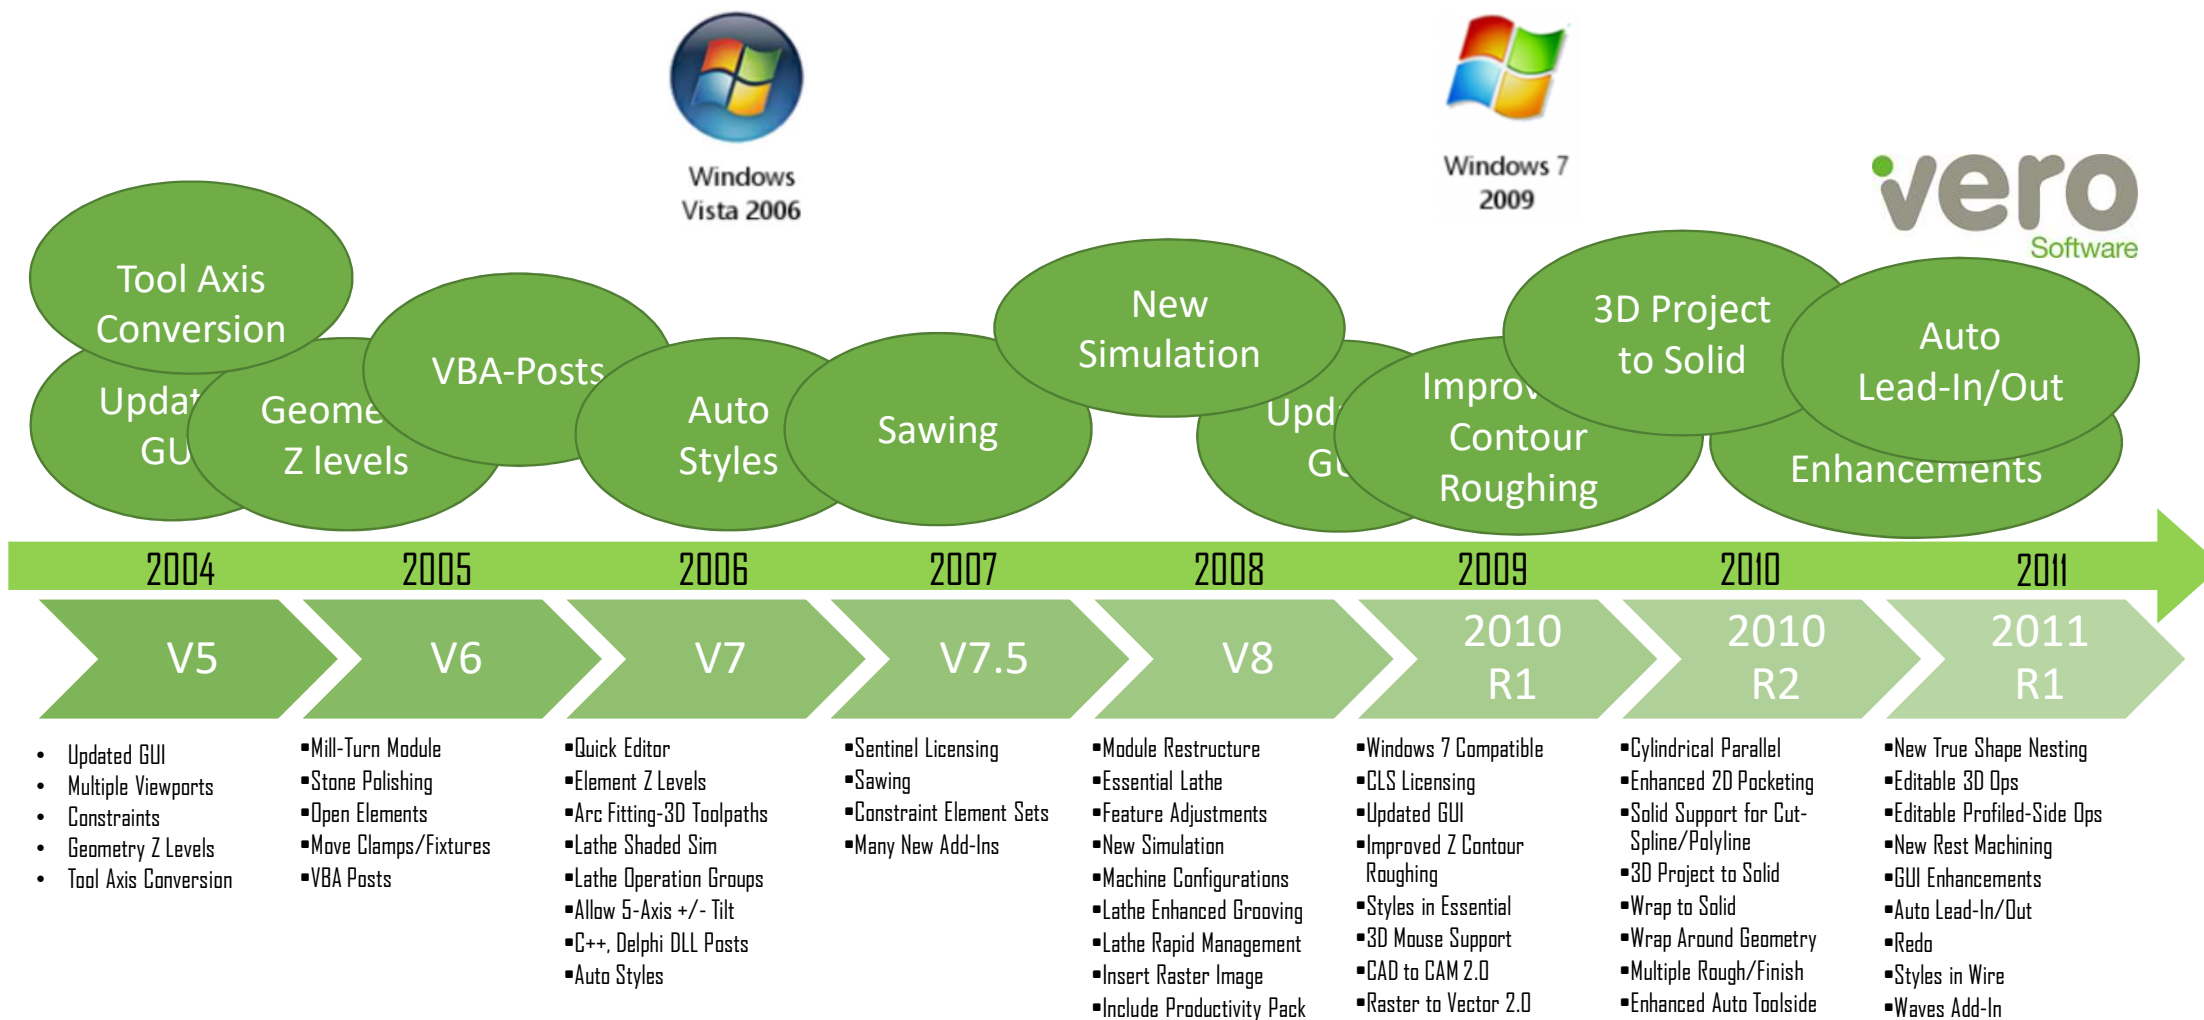 Windows
Vista 2006
Windows 7
2009
vero
Software
Tool Axis
Conversion
Updat
GU
Geome
Z levels
VBA-Posts
Auto
Styles
Sawing
New
Simulation
Upd
G
Improv
Contour
Roughing
3D Project
to Solid
Auto
Lead-In/Out
Enhancements
2004
2005
2006
2007
2008
2009
2010
2011
V5
V6
V7
V7.5
V8
2010
R1
2010
R2
2011
R1
• Updated GUI
• Multiple Viewports
• Constraints
• Geometry Z Levels
• Tool Axis Conversion
▪Mill-Turn Module
▪Stone Polishing
▪Open Elements
▪Move Clamps/Fixtures
▪VBA Posts
▪Quick Editor
▪Element Z Levels
▪Arc Fitting-3D Toolpaths
▪Lathe Shaded Sim
▪Lathe Operation Groups
▪Allow 5-Axis +/- Tilt
▪C++, Delphi DLL Posts
▪Auto Styles
▪Sentinel Licensing
▪Sawing
▪Constraint Element Sets
▪Many New Add-Ins
▪Module Restructure
▪Essential Lathe
▪Feature Adjustments
▪New Simulation
▪Machine Configurations
▪Lathe Enhanced Grooving
▪Lathe Rapid Management
▪Insert Raster Image
▪Include Productivity Pack
▪Windows 7 Compatible
▪CLS Licensing
▪Updated GUI
▪Improved Z Contour
Roughing
▪Styles in Essential
▪3D Mouse Support
▪CAD to CAM 2.0
▪Raster to Vector 2.0
▪Cylindrical Parallel
▪Enhanced 2D Pocketing
▪Solid Support for Cut-
Spline/Polyline
▪3D Project to Solid
▪Wrap to Solid
▪Wrap Around Geometry
▪Multiple Rough/Finish
▪Enhanced Auto Toolside
▪New True Shape Nesting
▪Editable 3D Ops
▪Editable Profiled-Side Ops
▪New Rest Machining
▪GUI Enhancements
▪Auto Lead-In/Out
▪Redo
▪Styles in Wire
▪Waves Add-In